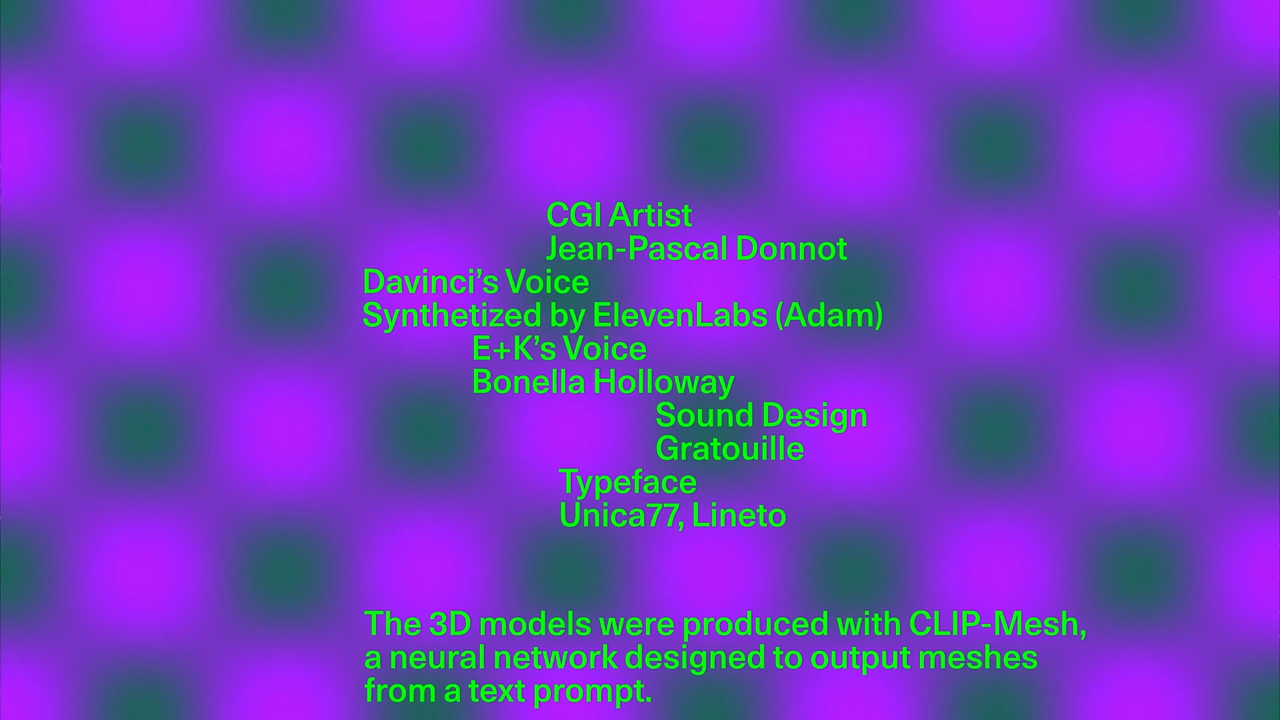 CGI Artist
Jean-Pascal Donnot
Davinci’s Voice
Synthetized by ElevenLabs (Adam)
E+K’s Voice
Bonella Holloway
Sound Design
Gratouille
Typeface
Unica77, Lineto
The 3D models were produced with CLIP-Mesh,
a neural network designed to output meshes
from a text prompt.